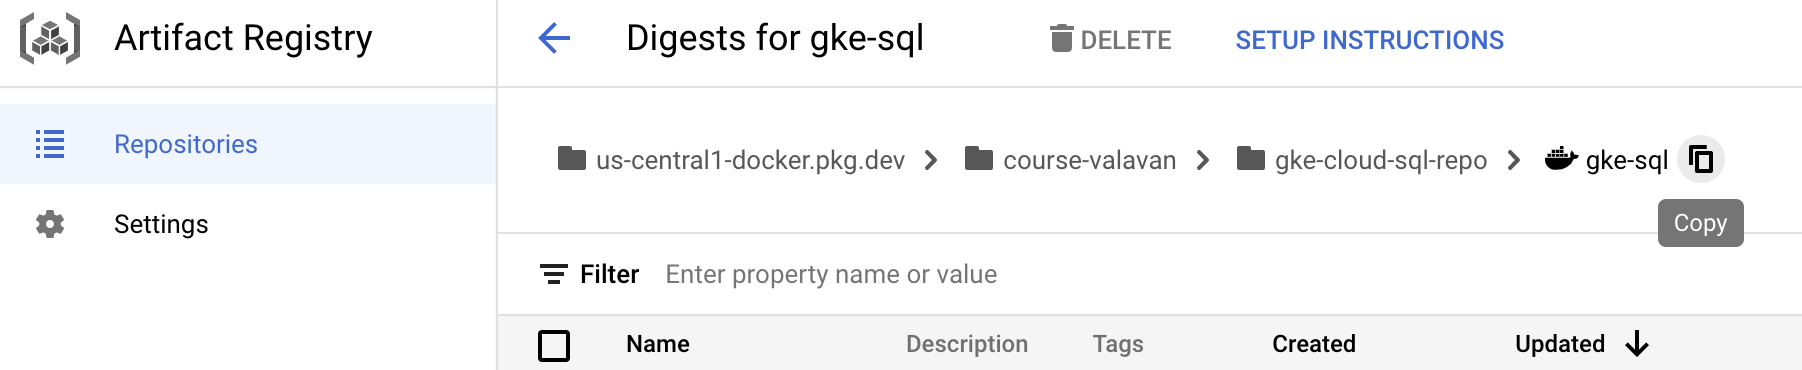 Artifact Registry
Digests for gke-sql DELETE SETUP INSTRUCTIONS
Repositories
us-central1-docker.pkg.dev course-valavan gke-cloud-sql-repo gke-sql
Settings
Copy
Filter Enter property name or value
Name Description Tags Created Updated